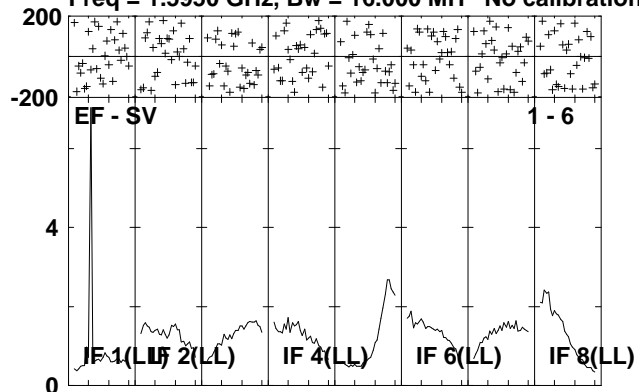 Freq = 1.5950 GHz, Bw = 16.000 MH No calibration
200
-200
EF - SV 1 - 6
4
IF 1(LL) IF 2(LL) IF 4(LL) IF 6(LL) IF 8(LL)
0